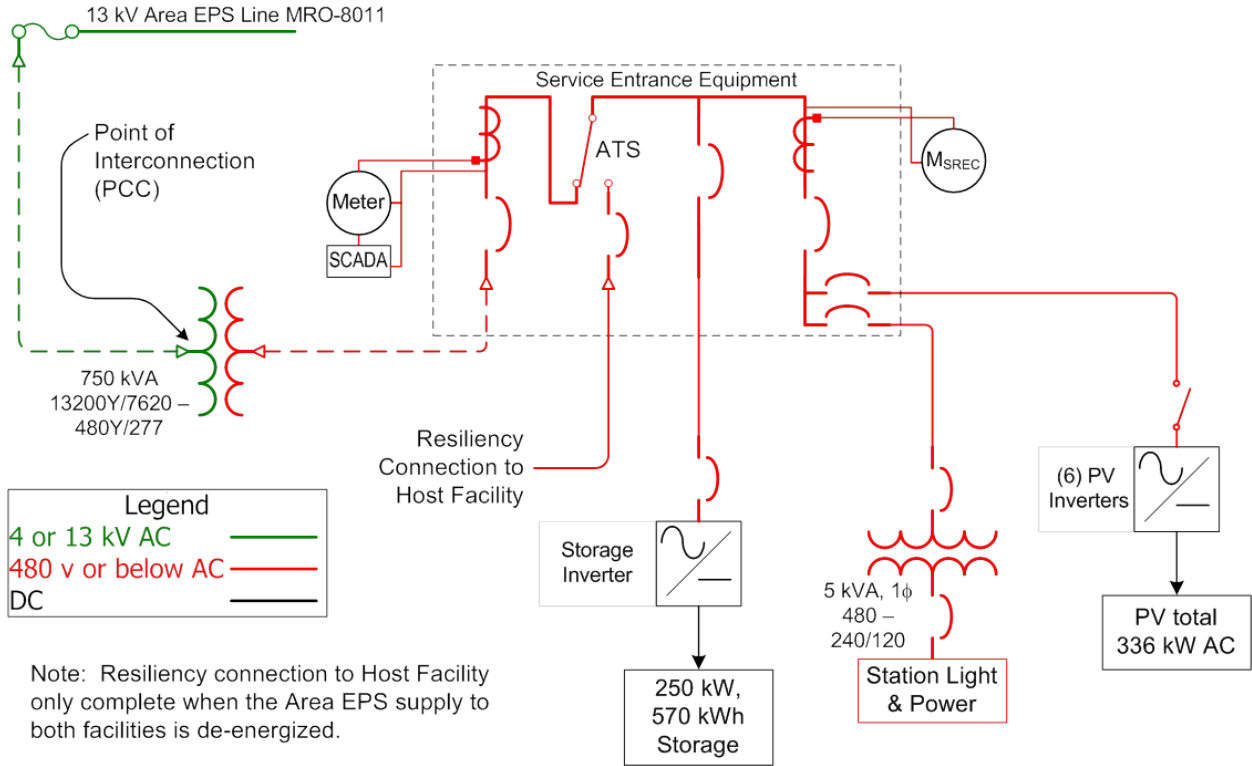 13 kV Area EPS Line MRO-8011
Service Entrance Equipment
Point of
Interconnection
(PCC)
ATS
Meter
SCADA
MSREC
750 kVA
13200Y/7620 –
480Y/277
Resiliency
Connection to
Host Facility
Legend
4 or 13 kV AC
480 v or below AC
DC
Storage
Inverter
(6) PV
Inverters
5 kVA, 1ϕ
480 –
240/120
PV total
336 kW AC
Station Light
& Power
250 kW,
570 kWh
Storage
Note: Resiliency connection to Host Facility
only complete when the Area EPS supply to
both facilities is de-energized.